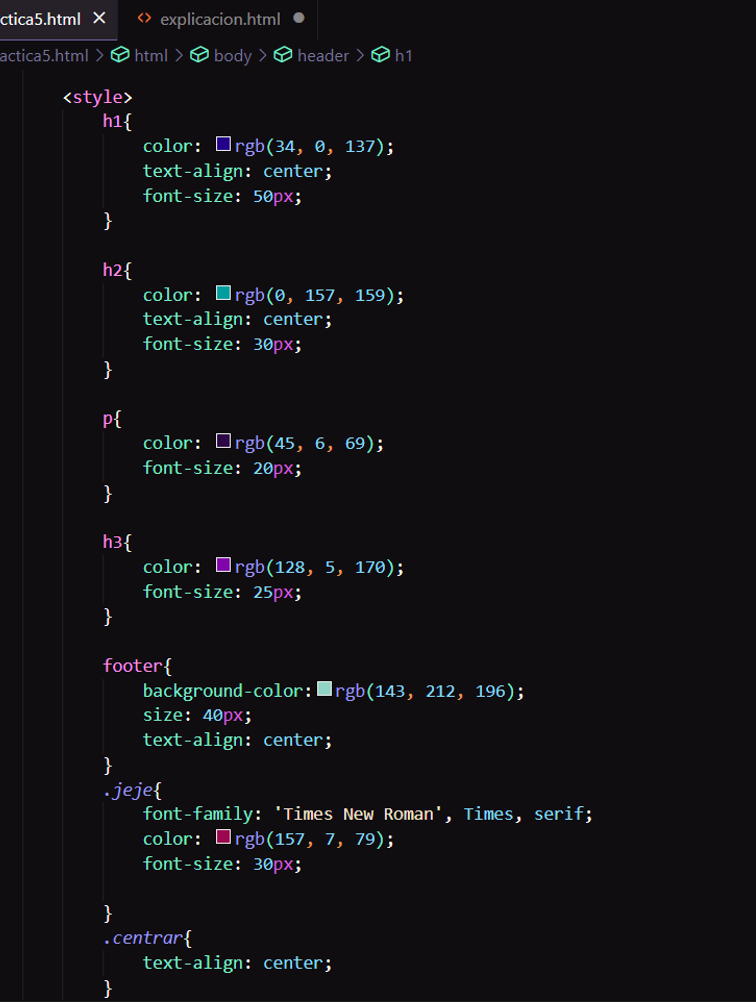 ctica5.html × <> explicacion.html ●
actica5.html > html > body > header > h1
<style>
h1{
color: rgb(34, 0, 137);
text-align: center;
font-size: 50px;
}
h2{
color: rgb(0, 157, 159);
text-align: center;
font-size: 30px;
}
p{
color: rgb(45, 6, 69);
font-size: 20px;
}
h3{
color: rgb(128, 5, 170);
font-size: 25px;
}
footer{
background-color: rgb(143, 212, 196);
size: 40px;
text-align: center;
}
.jeje{
font-family: 'Times New Roman', Times, serif;
color: rgb(157, 7, 79);
font-size: 30px;
}
.centrar{
text-align: center;
}